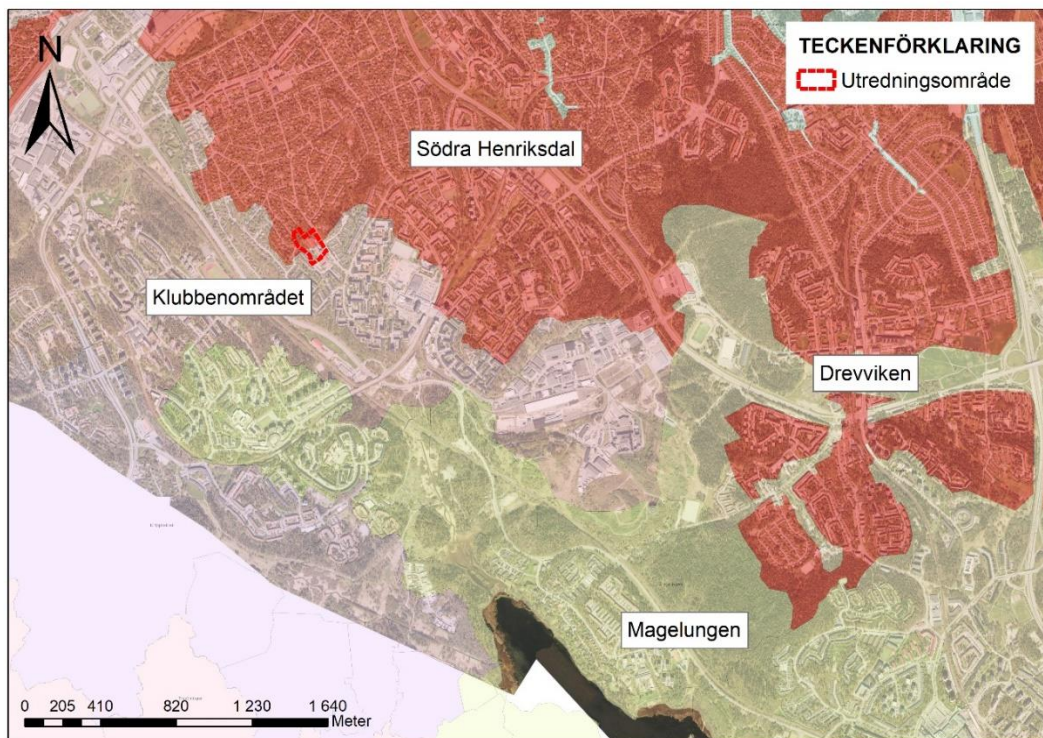 N
TECKENFÖRKLARING
Utredningsområde
Södra Henriksdal
Klubbenområdet
Drevviken
Magelungen
0 205 410 820 1 230 1 640
Meter